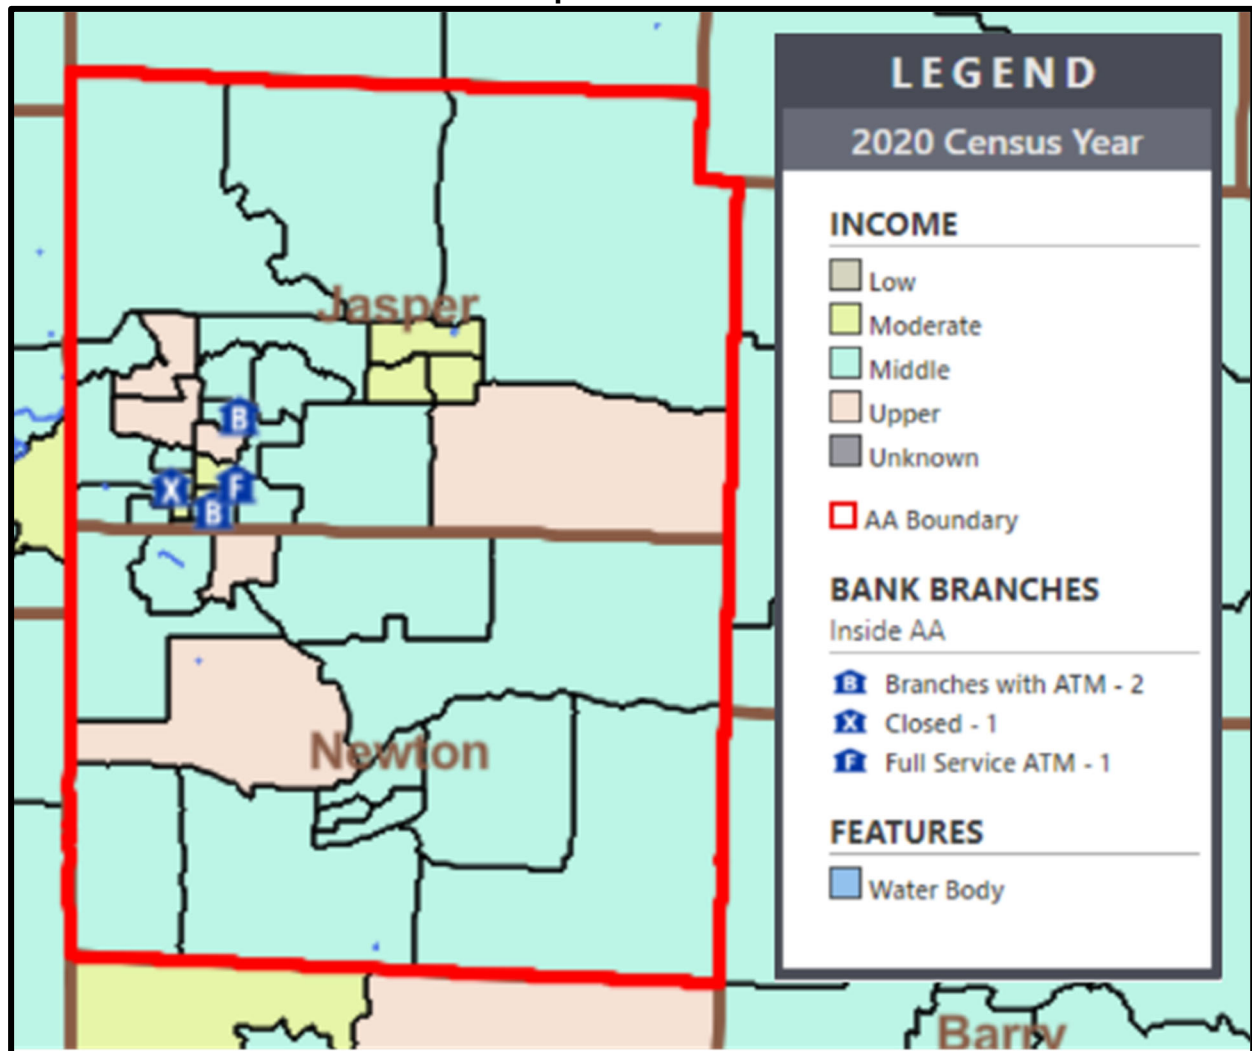 Jasper
B
X
F
B
Newton
Barry
LEGEND
2020 Census Year
INCOME
Low
Moderate
Middle
Upper
Unknown
AA Boundary
BANK BRANCHES
Inside AA
B Branches with ATM - 2
X Closed - 1
F Full Service ATM - 1
FEATURES
Water Body